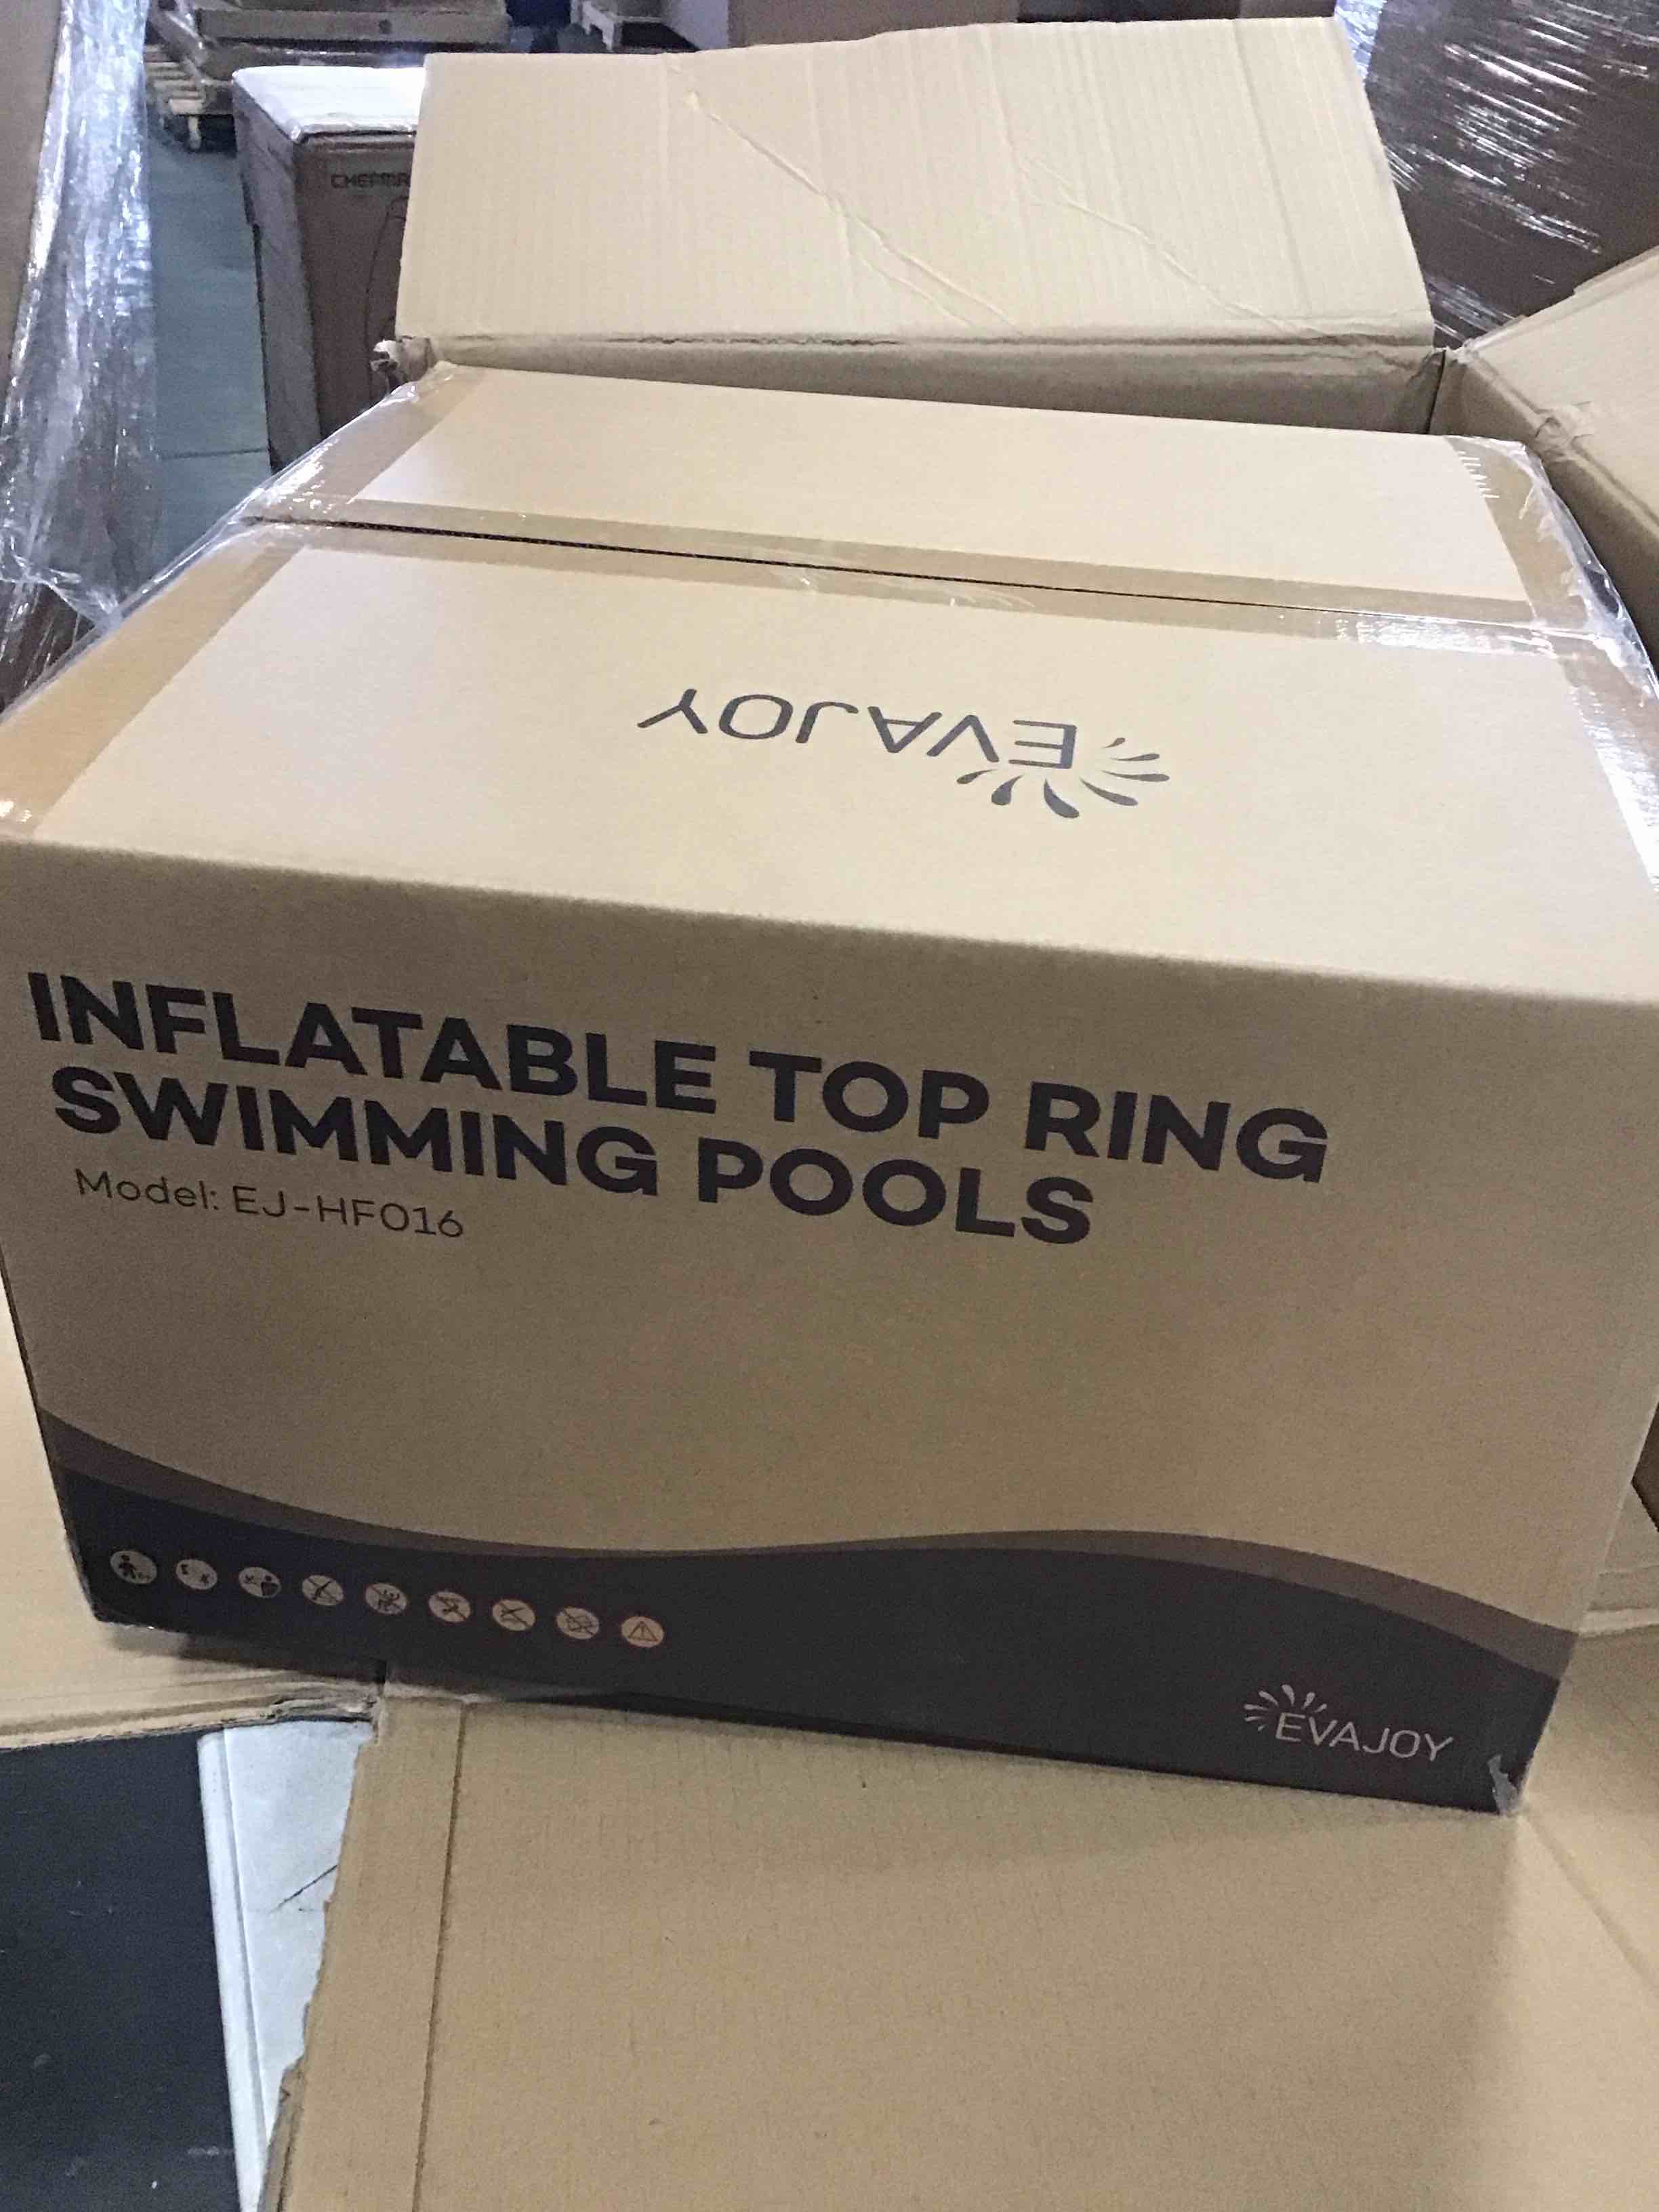 EVAJOY
INFLATABLE TOP RING
SWIMMING POOLS
Model: EJ-HF016
EVAJOY